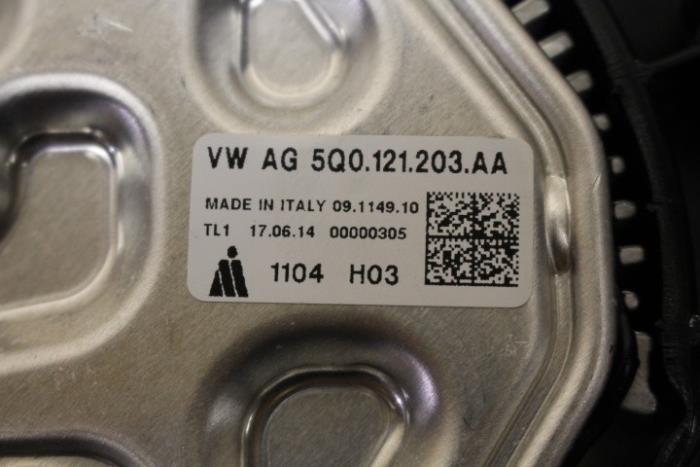 VW AG 5Q0.121.203.AA
MADE IN ITALY 09.1149.10
TL1 17.06.14 00000305
1104 H03